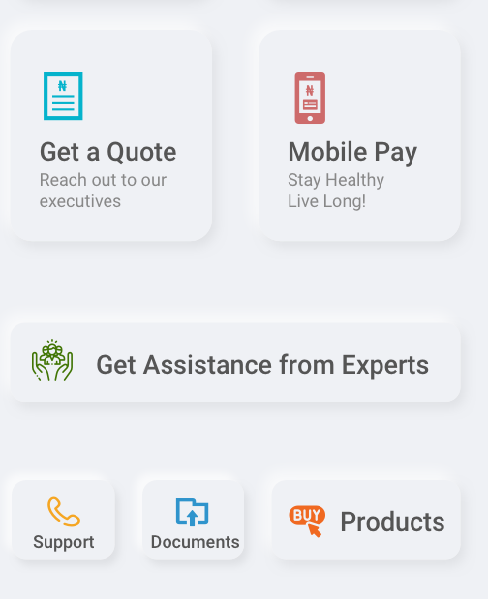 ₦
₦
Get a Quote
Mobile Pay
Reach out to our
executives
Stay Healthy
Live Long!
Get Assistance from Experts
Support
Documents
BUY
Products